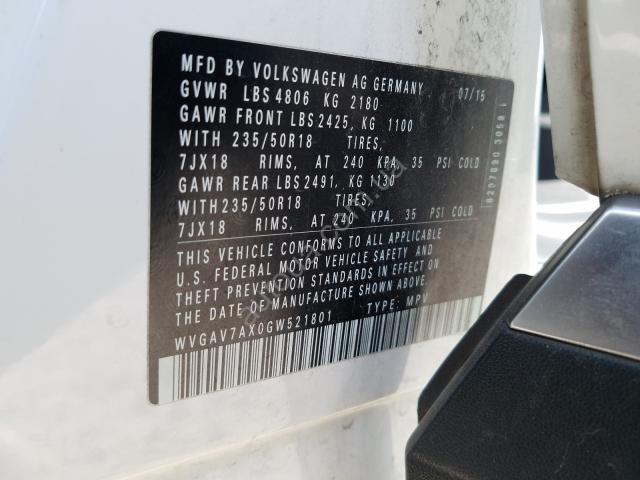 MFD BY VOLKSWAGEN AG GERMANY 07/15
GVWR LBS 4806 KG 2180
GAWR FRONT LBS 2425, KG 1100
WITH 235/50R18 TIRES,
7JX18 RIMS, AT 240 KPA, 35 PSI COLD
GAWR REAR LBS 2491, KG 1130
WITH 235/50R18 TIRES
7JX18 RIMS, AT 240 KPA, 35 PSI COLD
THIS VEHICLE CONFORMS TO ALL APPLICABLE
U.S. FEDERAL MOTOR VEHICLE SAFETY AND
THEFT PREVENTION STANDARDS IN EFFECT ON
THE DATE OF MANUFACTURE SHOWN ABOVE.
WVGAV7AX0GW521801 TYPE: MPV